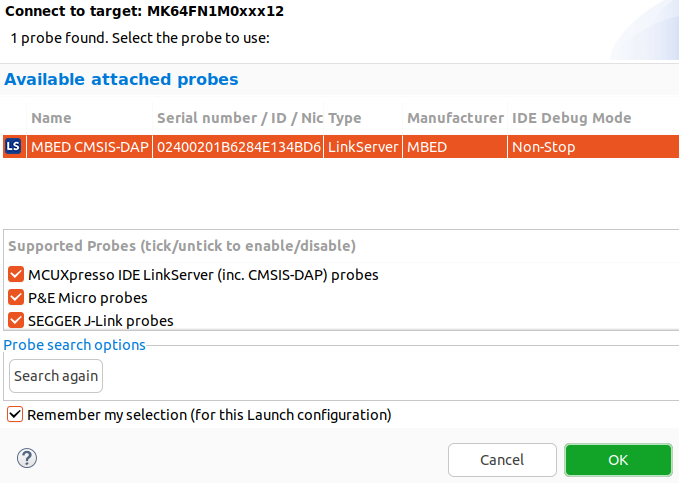 Connect to target: MK64FN1M0xxx12
1 probe found. Select the probe to use:
Available attached probes
Name Serial number / ID / Nic Type Manufacturer IDE Debug Mode
LS MBED CMSIS-DAP 02400201B6284E134BD6 LinkServer MBED Non-Stop
Supported Probes (tick/untick to enable/disable)
MCUXpresso IDE LinkServer (inc. CMSIS-DAP) probes
P&E Micro probes
SEGGER J-Link probes
Probe search options
Search again
Remember my selection (for this Launch configuration)
? Cancel OK